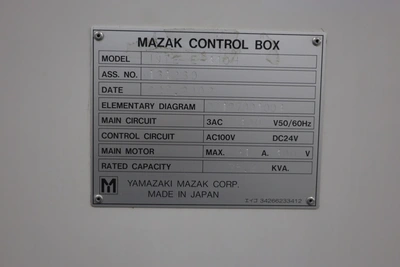 MAZAK CONTROL BOX
MODEL
ASS. NO.
DATE
ELEMENTARY DIAGRAM
MAIN CIRCUIT 3AC V50/60Hz
CONTROL CIRCUIT AC100V DC24V
MAIN MOTOR MAX. A. V
RATED CAPACITY KVA.
M YAMAZAKI MAZAK CORP.
MADE IN JAPAN